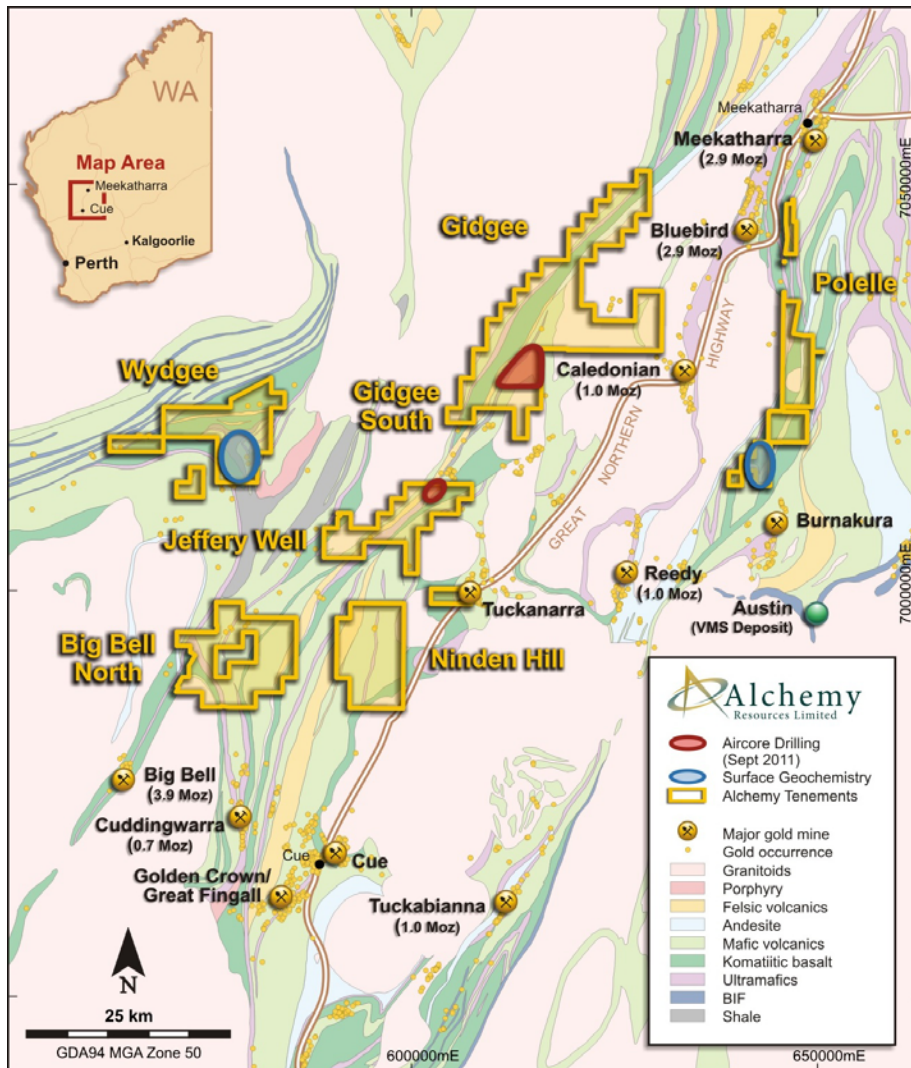 WA
Map Area
Meekatharra
Cue
Kalgoorlie
Perth
Meekatharra
Meekatharra
(2.9 Moz)
7050000mN
Gidgee
Bluebird
(2.9 Moz)
Polelle
HIGHWAY
NORTHERN
GREAT
Wydgee
Gidgee
South
Caledonian
(1.0 Moz)
Jeffery Well
Burnakura
Reedy
(1.0 Moz)
Tuckanarra
Austin
(VMS Deposit)
7000000mN
Big Bell
North
Ninden Hill
Big Bell
(3.9 Moz)
Cuddingwarra
(0.7 Moz)
Cue
Cue
Golden Crown/
Great Fingall
Tuckabianna
(1.0 Moz)
N
25 km
GDA94 MGA Zone 50
600000mE
650000mE
Alchemy
Resources Limited
Aircore Drilling
(Sept 2011)
Surface Geochemistry
Alchemy Tenements
Major gold mine
Gold occurrence
Granitoids
Porphyry
Felsic volcanics
Andesite
Mafic volcanics
Komatiitic basalt
Ultramafics
BIF
Shale